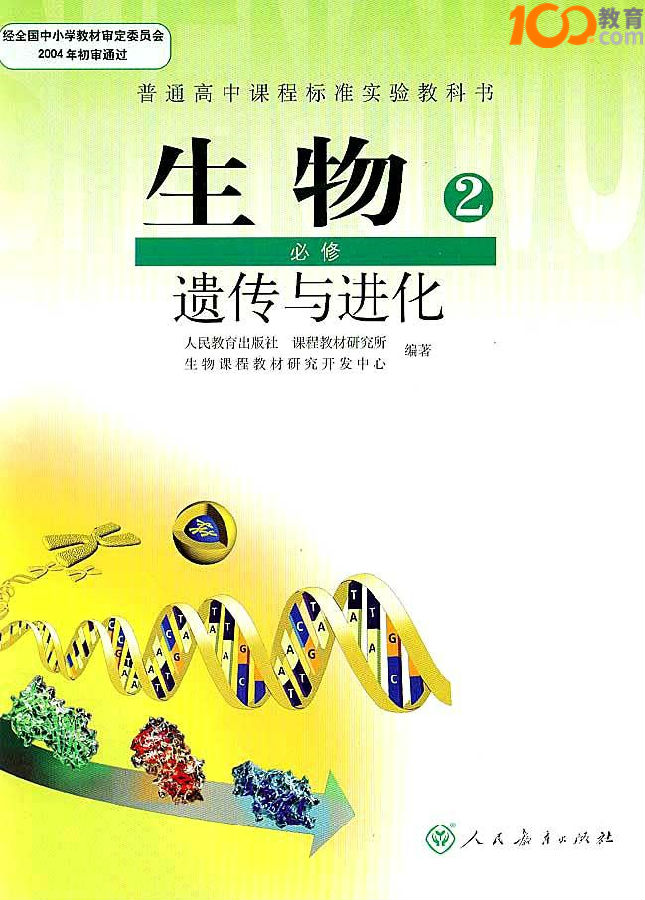 经全国中小学教材审定委员会
2004年初审通过
100教育
.com
普通高中课程标准实验教科书
生物 2
必修
遗传与进化
人民教育出版社 课程教材研究所
生物课程教材研究开发中心
编著
人民教育出版社